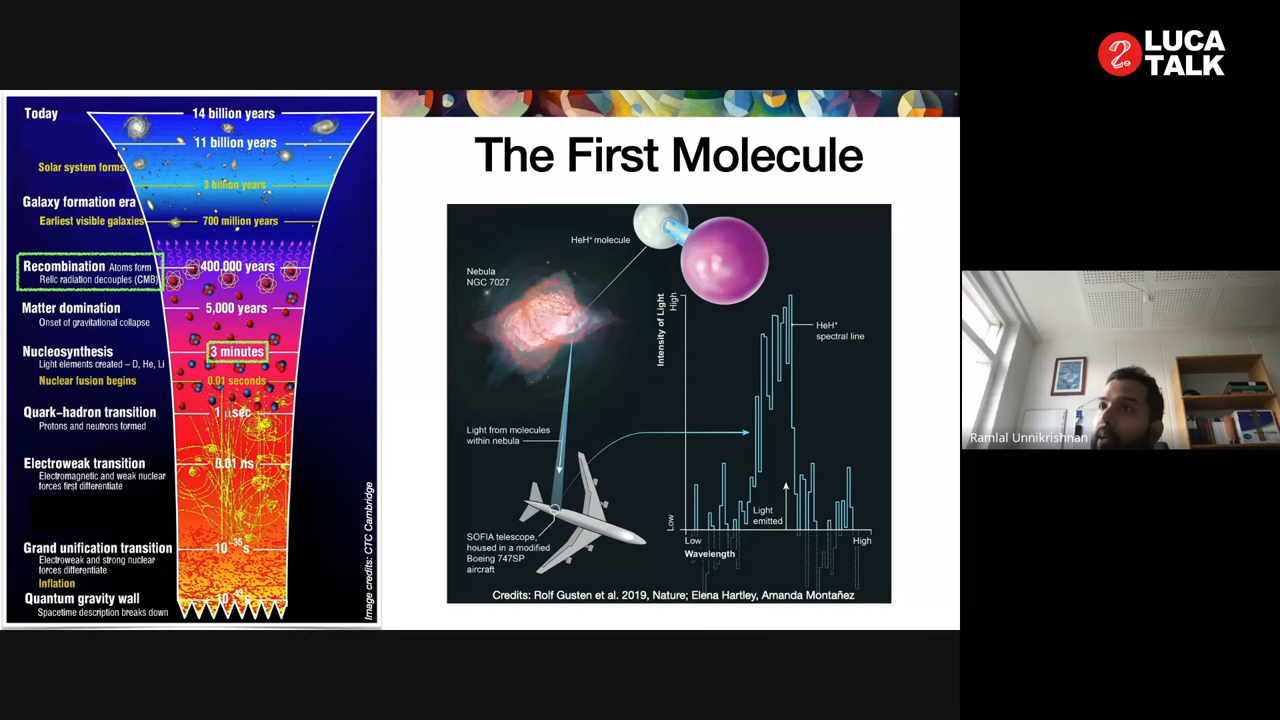 LUCA
TALK
Today
14 billion years
11 billion years
Solar system forms
3 billion years
Galaxy formation era
Earliest visible galaxies
700 million years
Recombination Atoms form
Relic radiation decouples (CMB)
400,000 years
Matter domination
Onset of gravitational collapse
5,000 years
Nucleosynthesis
Light elements created – D, He, Li
3 minutes
Nuclear fusion begins
0.01 seconds
Quark–hadron transition
Protons and neutrons formed
1 μsec
Electroweak transition
Electromagnetic and weak nuclear
forces first differentiate
0.01 ns
Grand unification transition
Electroweak and strong nuclear
forces differentiate
10⁻³⁵s
Inflation
Quantum gravity wall
Spacetime description breaks down
10⁻⁴³s
Image credits: CTC Cambridge
The First Molecule
HeH⁺ molecule
Nebula
NGC 7027
Intensity of Light
High
HeH⁺
spectral line
Light from molecules
within nebula
SOFIA telescope,
housed in a modified
Boeing 747SP
aircraft
Light
emitted
Low
Low
High
Wavelength
Credits: Rolf Gusten et al. 2019, Nature; Elena Hartley, Amanda Montañez
Ramlal Unnikrishnan